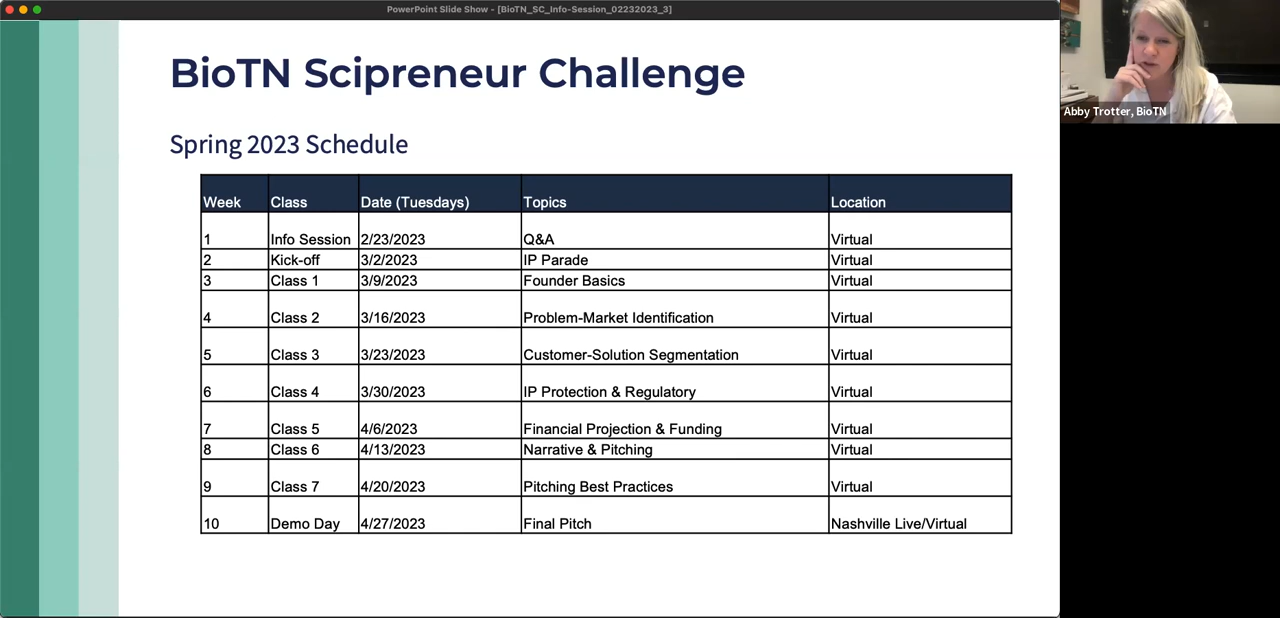 PowerPoint Slide Show - [BioTN_SC_Info-Session_02232023_3]
BioTN Scipreneur Challenge
Spring 2023 Schedule
Week Class Date (Tuesdays) Topics Location
1 Info Session 2/23/2023 Q&A Virtual
2 Kick-off 3/2/2023 IP Parade Virtual
3 Class 1 3/9/2023 Founder Basics Virtual
4 Class 2 3/16/2023 Problem-Market Identification Virtual
5 Class 3 3/23/2023 Customer-Solution Segmentation Virtual
6 Class 4 3/30/2023 IP Protection & Regulatory Virtual
7 Class 5 4/6/2023 Financial Projection & Funding Virtual
8 Class 6 4/13/2023 Narrative & Pitching Virtual
9 Class 7 4/20/2023 Pitching Best Practices Virtual
10 Demo Day 4/27/2023 Final Pitch Nashville Live/Virtual
Abby Trotter, BioTN